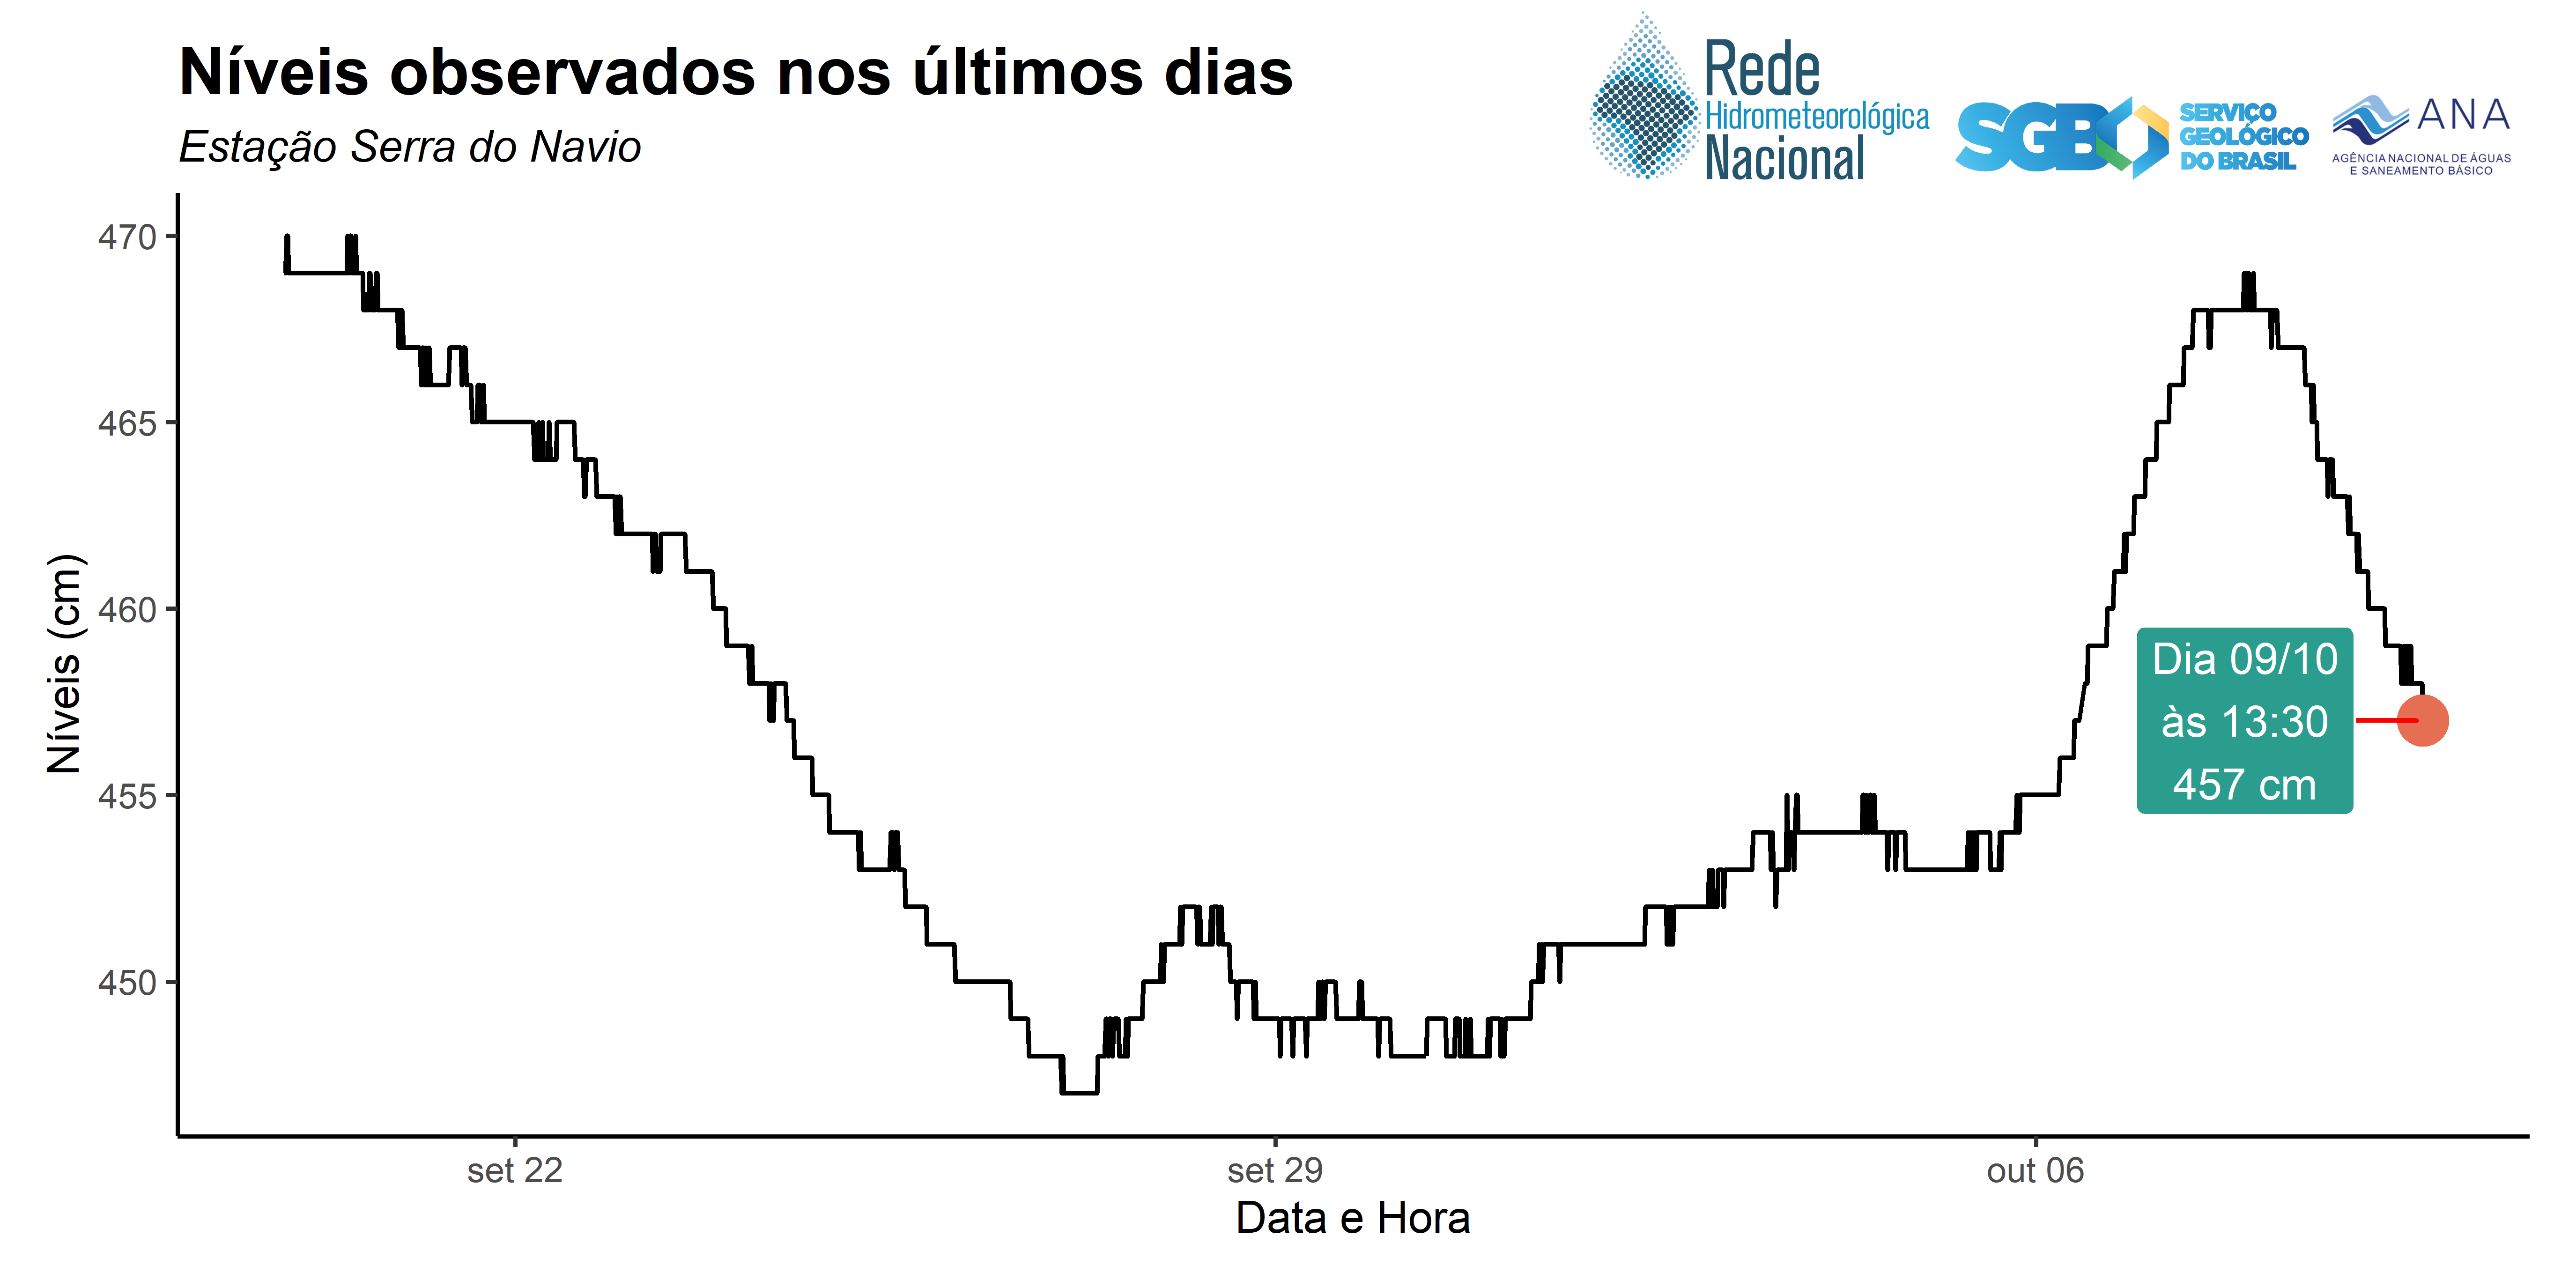 Níveis observados nos últimos dias
Estação Serra do Navio
Rede
Hidrometeorológica
Nacional
SGB
SERVIÇO
GEOLÓGICO
DO BRASIL
ANA
AGÊNCIA NACIONAL DE ÁGUAS
E SANEAMENTO BÁSICO
Níveis (cm)
470
465
460
455
450
Dia 09/10
às 13:30
457 cm
set 22
set 29
out 06
Data e Hora